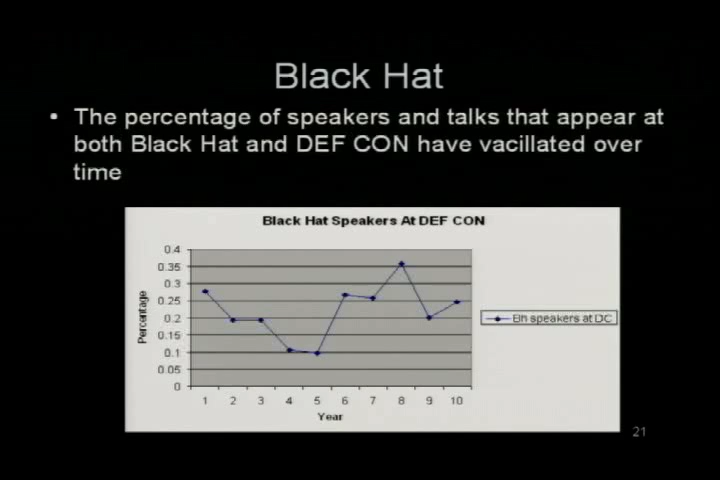 Black Hat
• The percentage of speakers and talks that appear at
both Black Hat and DEF CON have vacillated over
time
Black Hat Speakers At DEF CON
0.4
0.35
0.3
0.25
0.2
0.15
0.1
0.05
0
Percentage
1 2 3 4 5 6 7 8 9 10
Year
Bh speakers at DC
21